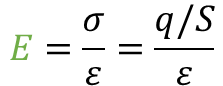 E = σ/ε = (q/S)/ε